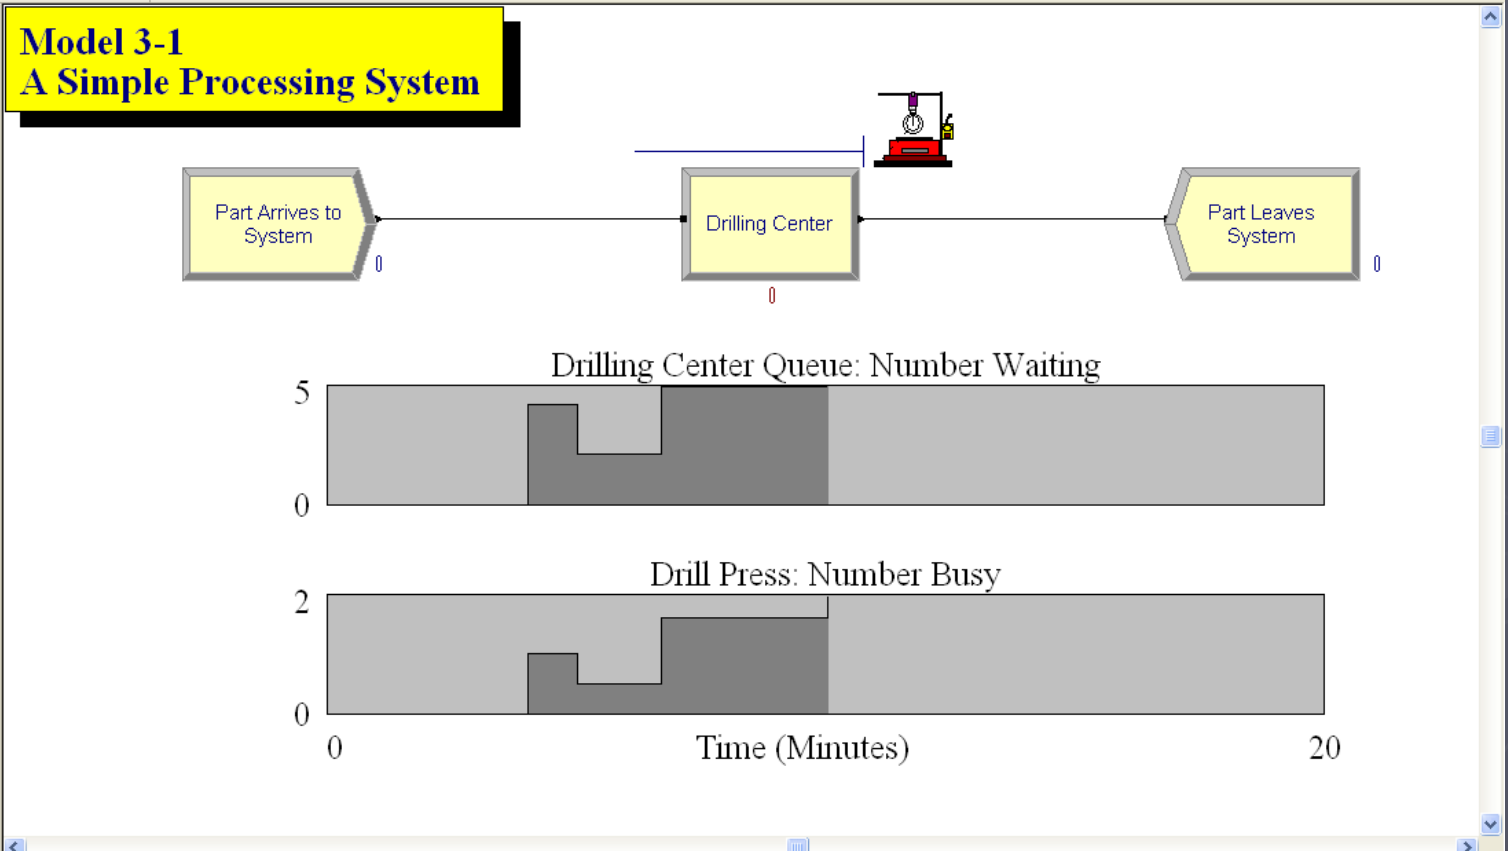 Model 3-1
A Simple Processing System
Part Arrives to
System
0
Drilling Center
0
Part Leaves
System
0
Drilling Center Queue: Number Waiting
5
0
Drill Press: Number Busy
2
0
0
Time (Minutes)
20